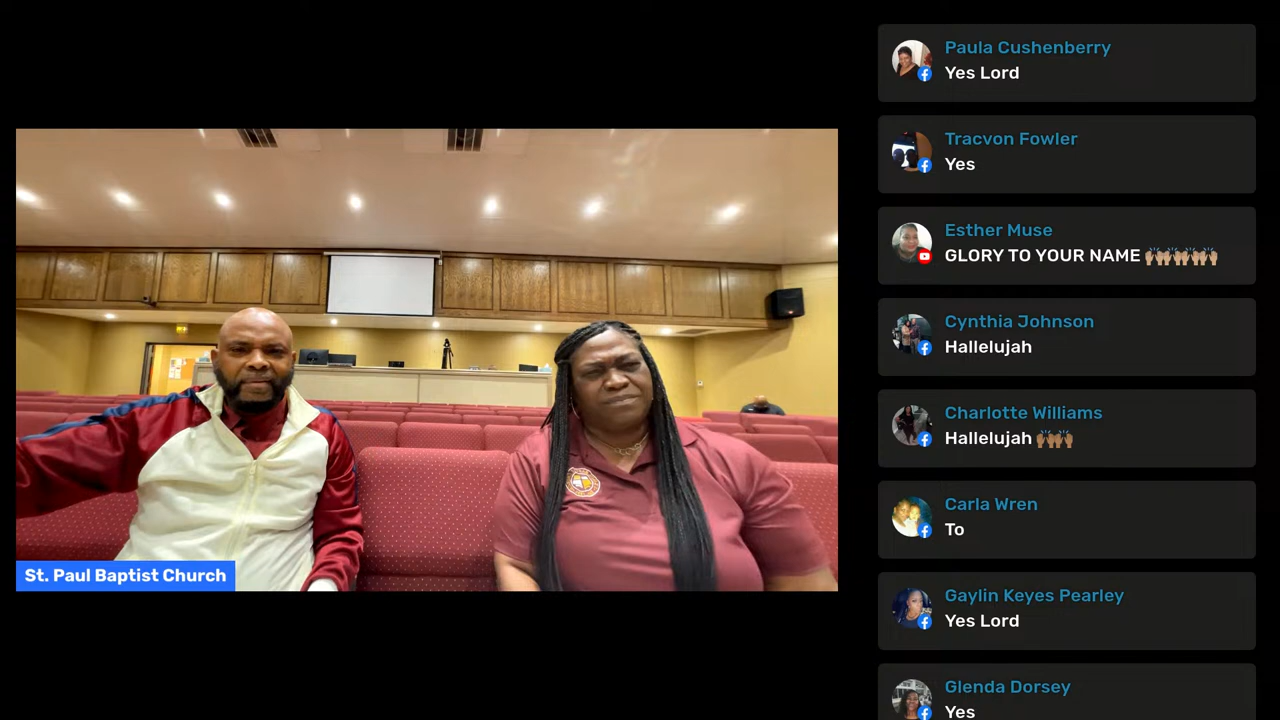 Paula Cushenberry
Yes Lord
Tracvon Fowler
Yes
Esther Muse
GLORY TO YOUR NAME 🙌🏽🙌🏽🙌🏽🙌🏽
Cynthia Johnson
Hallelujah
Charlotte Williams
Hallelujah 🙌🏽🙌🏽
Carla Wren
To
Gaylin Keyes Pearley
Yes Lord
Glenda Dorsey
Yes
St. Paul Baptist Church